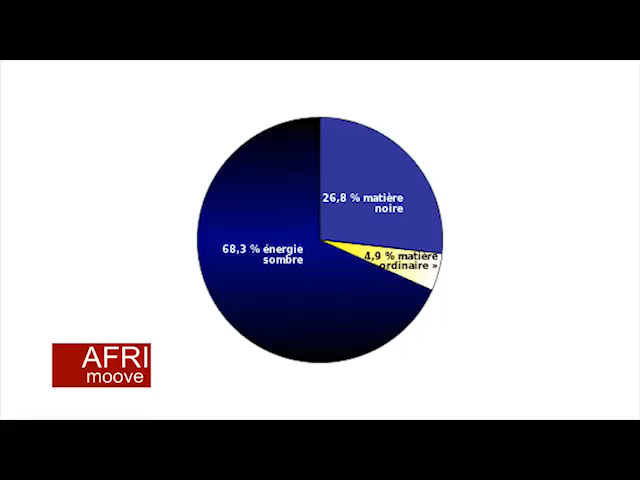 26,8 % matière
noire
68,3 % énergie
sombre
4,9 % matière
ordinaire »
AFRI
moove